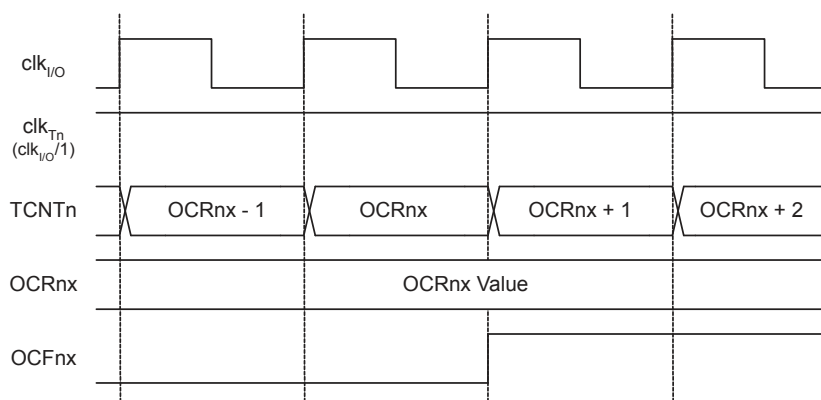 clkI/O
clkTn
(clkI/O/1)
TCNTn OCRnx - 1 OCRnx OCRnx + 1 OCRnx + 2
OCRnx OCRnx Value
OCFnx